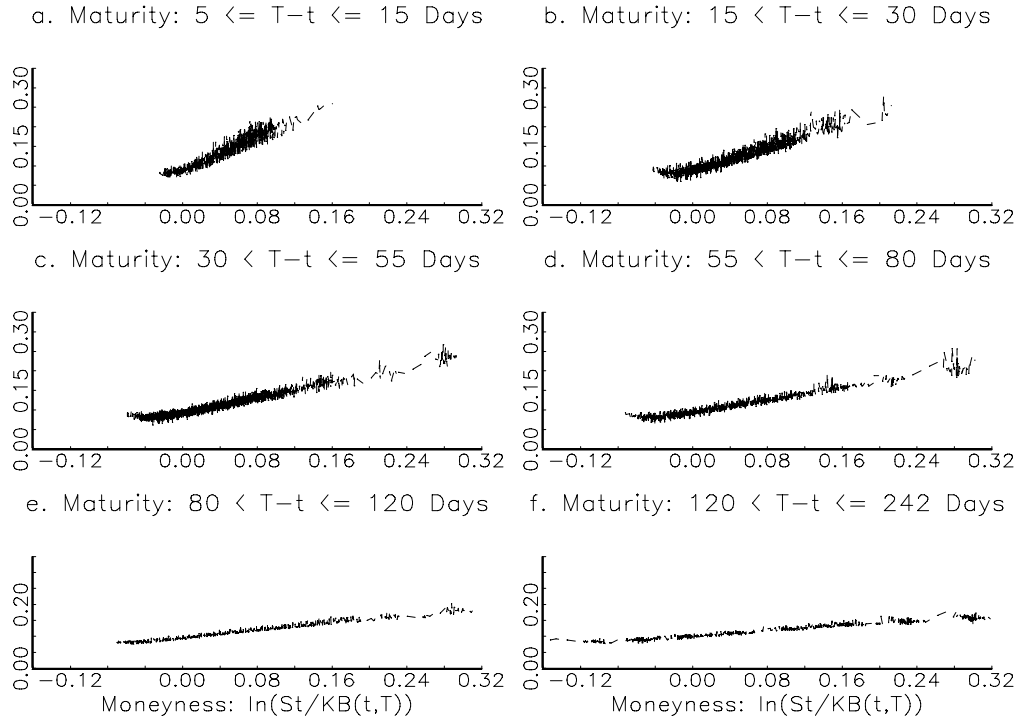 a. Maturity: 5 <= T-t <= 15 Days
0.30
0.15
0.00
-0.12 0.00 0.08 0.16 0.24 0.32
b. Maturity: 15 < T-t <= 30 Days
0.30
0.15
0.00
-0.12 0.00 0.08 0.16 0.24 0.32
c. Maturity: 30 < T-t <= 55 Days
0.30
0.15
0.00
-0.12 0.00 0.08 0.16 0.24 0.32
d. Maturity: 55 < T-t <= 80 Days
0.30
0.15
0.00
-0.12 0.00 0.08 0.16 0.24 0.32
e. Maturity: 80 < T-t <= 120 Days
0.20
0.00
-0.12 0.00 0.08 0.16 0.24 0.32
Moneyness: ln(St/KB(t,T))
f. Maturity: 120 < T-t <= 242 Days
0.20
0.00
-0.12 0.00 0.08 0.16 0.24 0.32
Moneyness: ln(St/KB(t,T))